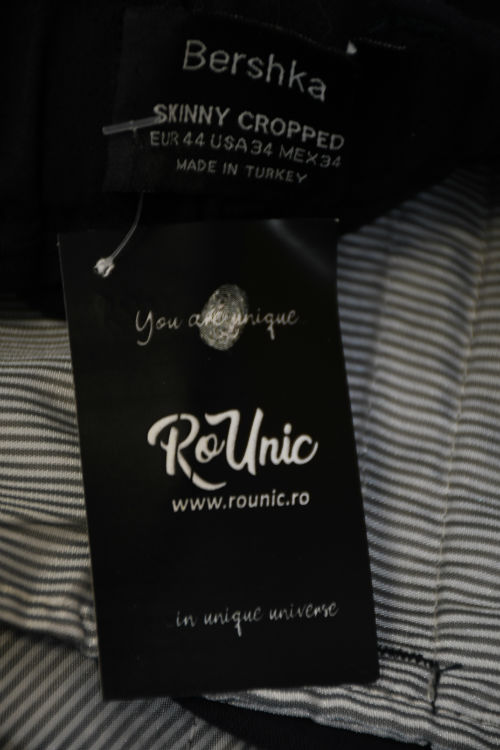 Bershka
SKINNY CROPPED
EUR 44 USA 34 MEX 34
MADE IN TURKEY
You are unique
RoUnic
www.rounic.ro
in unique universe